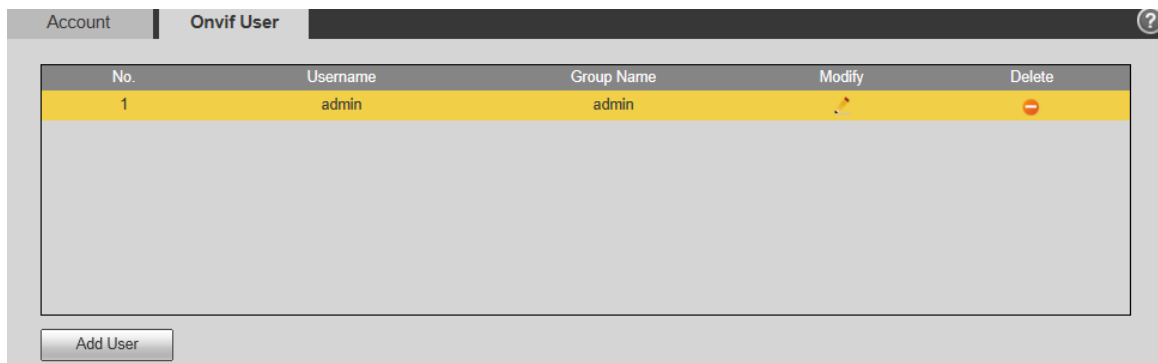 Account Onvif User ?
No. Username Group Name Modify Delete
1 admin admin
Add User